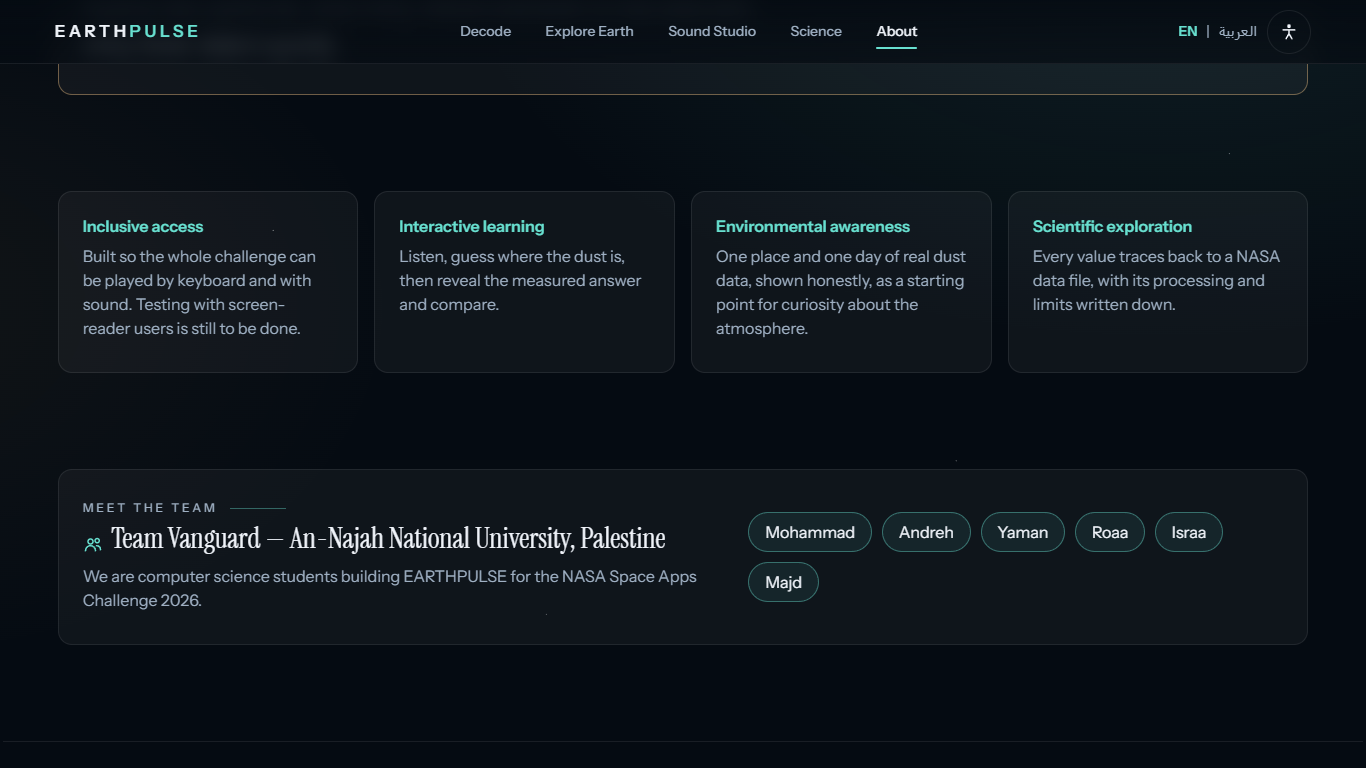 EARTHPULSE
Decode
Explore Earth
Sound Studio
Science
About
EN | العربية
Inclusive access
Built so the whole challenge can
be played by keyboard and with
sound. Testing with screen-
reader users is still to be done.
Interactive learning
Listen, guess where the dust is,
then reveal the measured answer
and compare.
Environmental awareness
One place and one day of real dust
data, shown honestly, as a starting
point for curiosity about the
atmosphere.
Scientific exploration
Every value traces back to a NASA
data file, with its processing and
limits written down.
MEET THE TEAM
Team Vanguard — An-Najah National University, Palestine
We are computer science students building EARTHPULSE for the NASA Space Apps
Challenge 2026.
Mohammad
Andreh
Yaman
Roaa
Israa
Majd